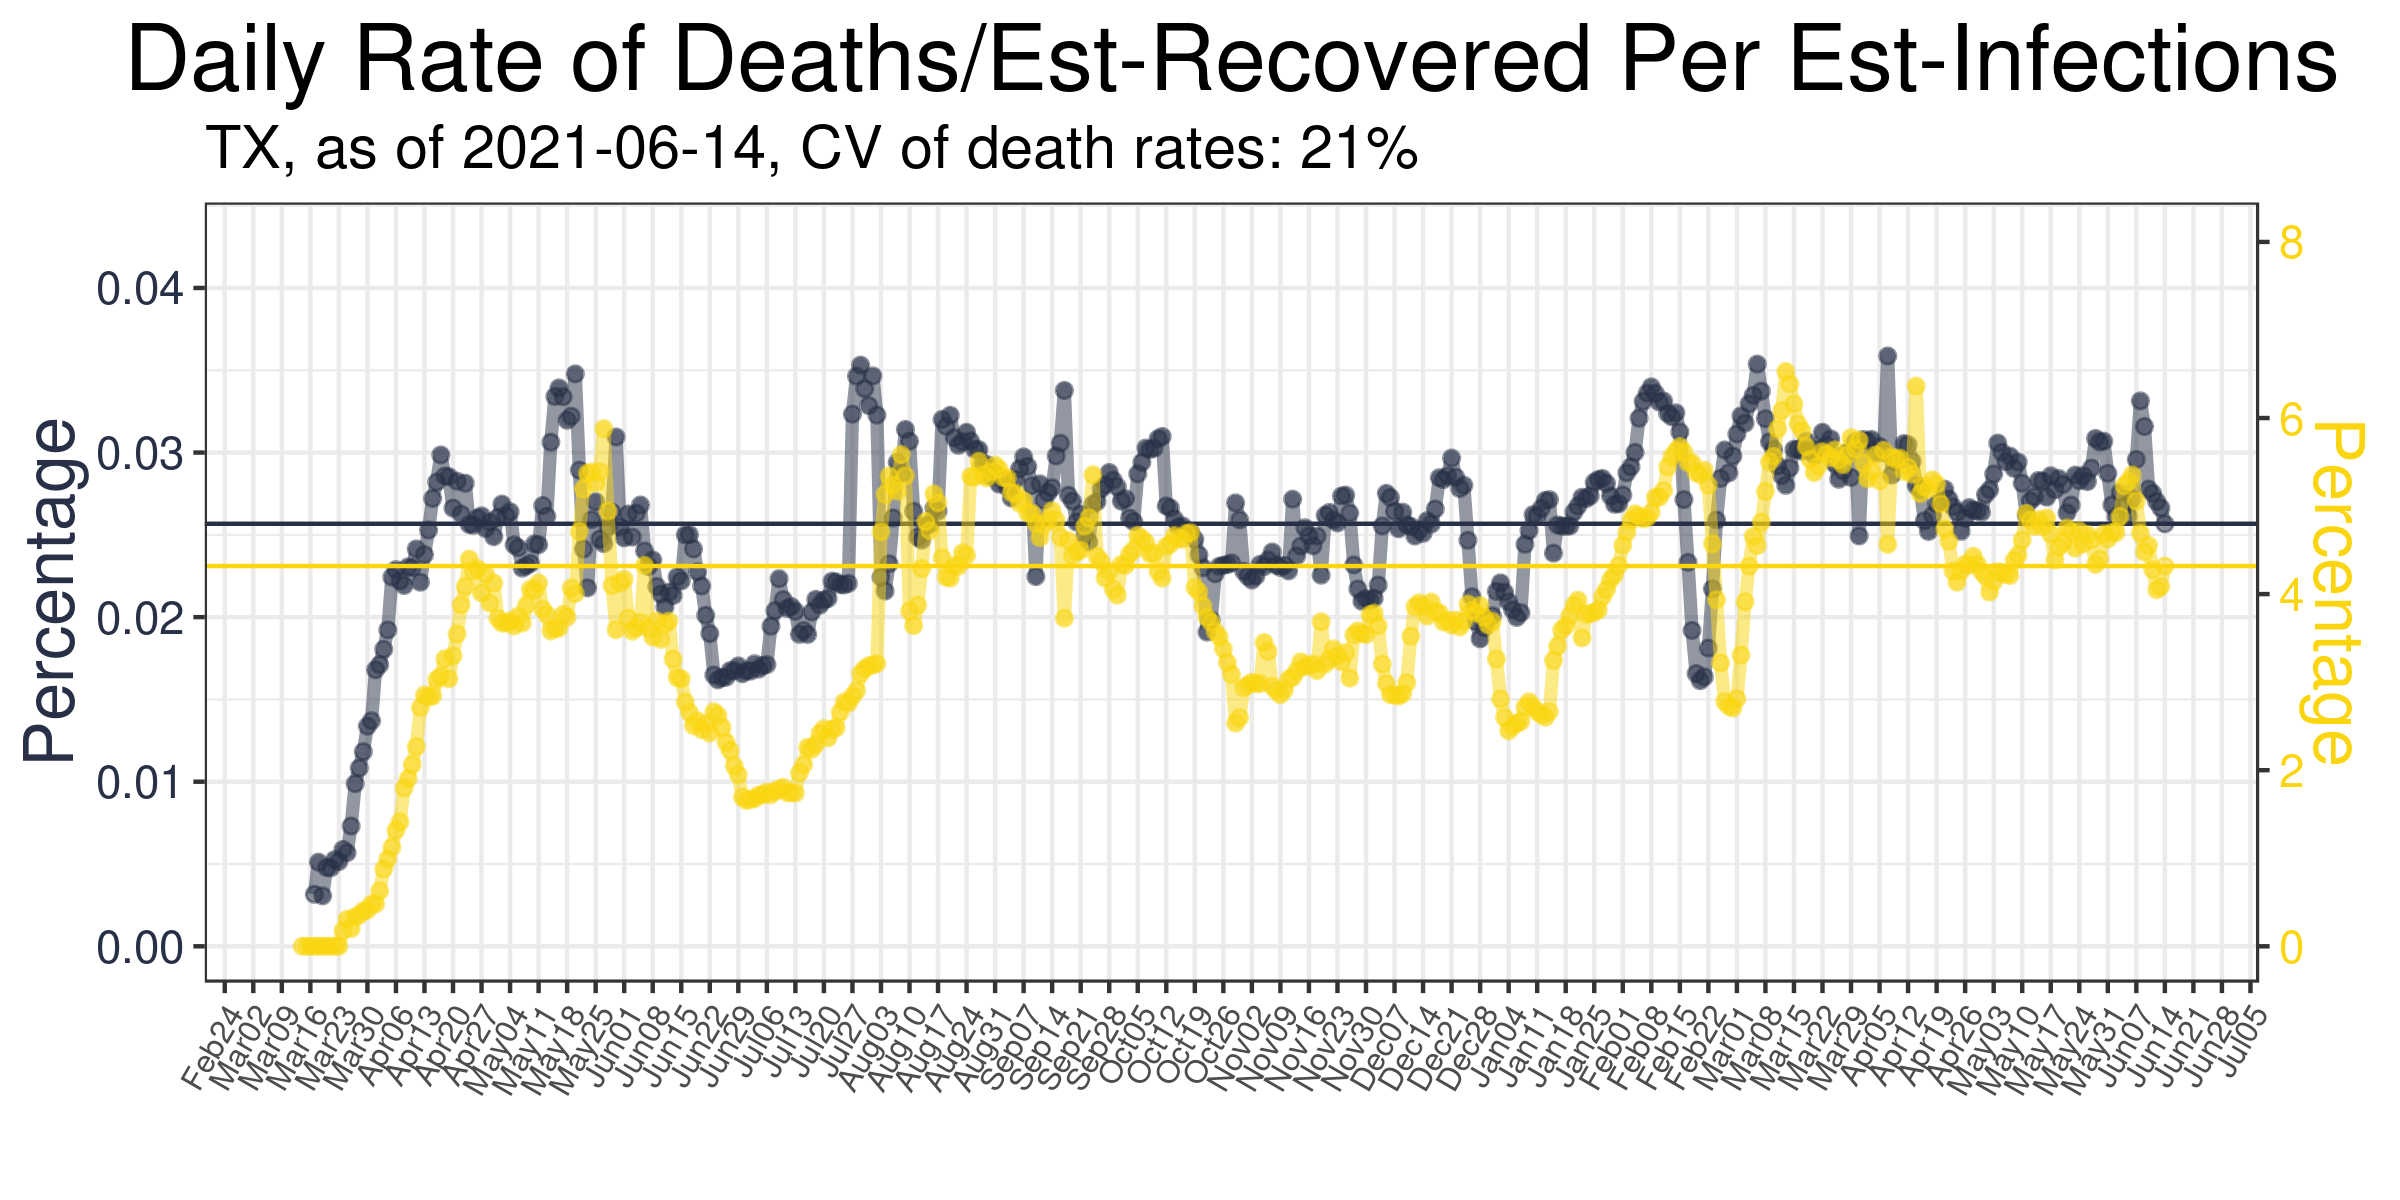 Daily Rate of Deaths/Est-Recovered Per Est-Infections
TX, as of 2021-06-14, CV of death rates: 21%
Percentage
0.04
0.03
0.02
0.01
0.00
8
6
4
2
0
Percentage
Feb24
Mar02
Mar09
Mar16
Mar23
Mar30
Apr06
Apr13
Apr20
Apr27
May04
May11
May18
May25
Jun01
Jun08
Jun15
Jun22
Jun29
Jul06
Jul13
Jul20
Jul27
Aug03
Aug10
Aug17
Aug24
Aug31
Sep07
Sep14
Sep21
Sep28
Oct05
Oct12
Oct19
Oct26
Nov02
Nov09
Nov16
Nov23
Nov30
Dec07
Dec14
Dec21
Dec28
Jan04
Jan11
Jan18
Jan25
Feb01
Feb08
Feb15
Feb22
Mar01
Mar08
Mar15
Mar22
Mar29
Apr05
Apr12
Apr19
Apr26
May03
May10
May17
May24
May31
Jun07
Jun14
Jun21
Jun28
Jul05